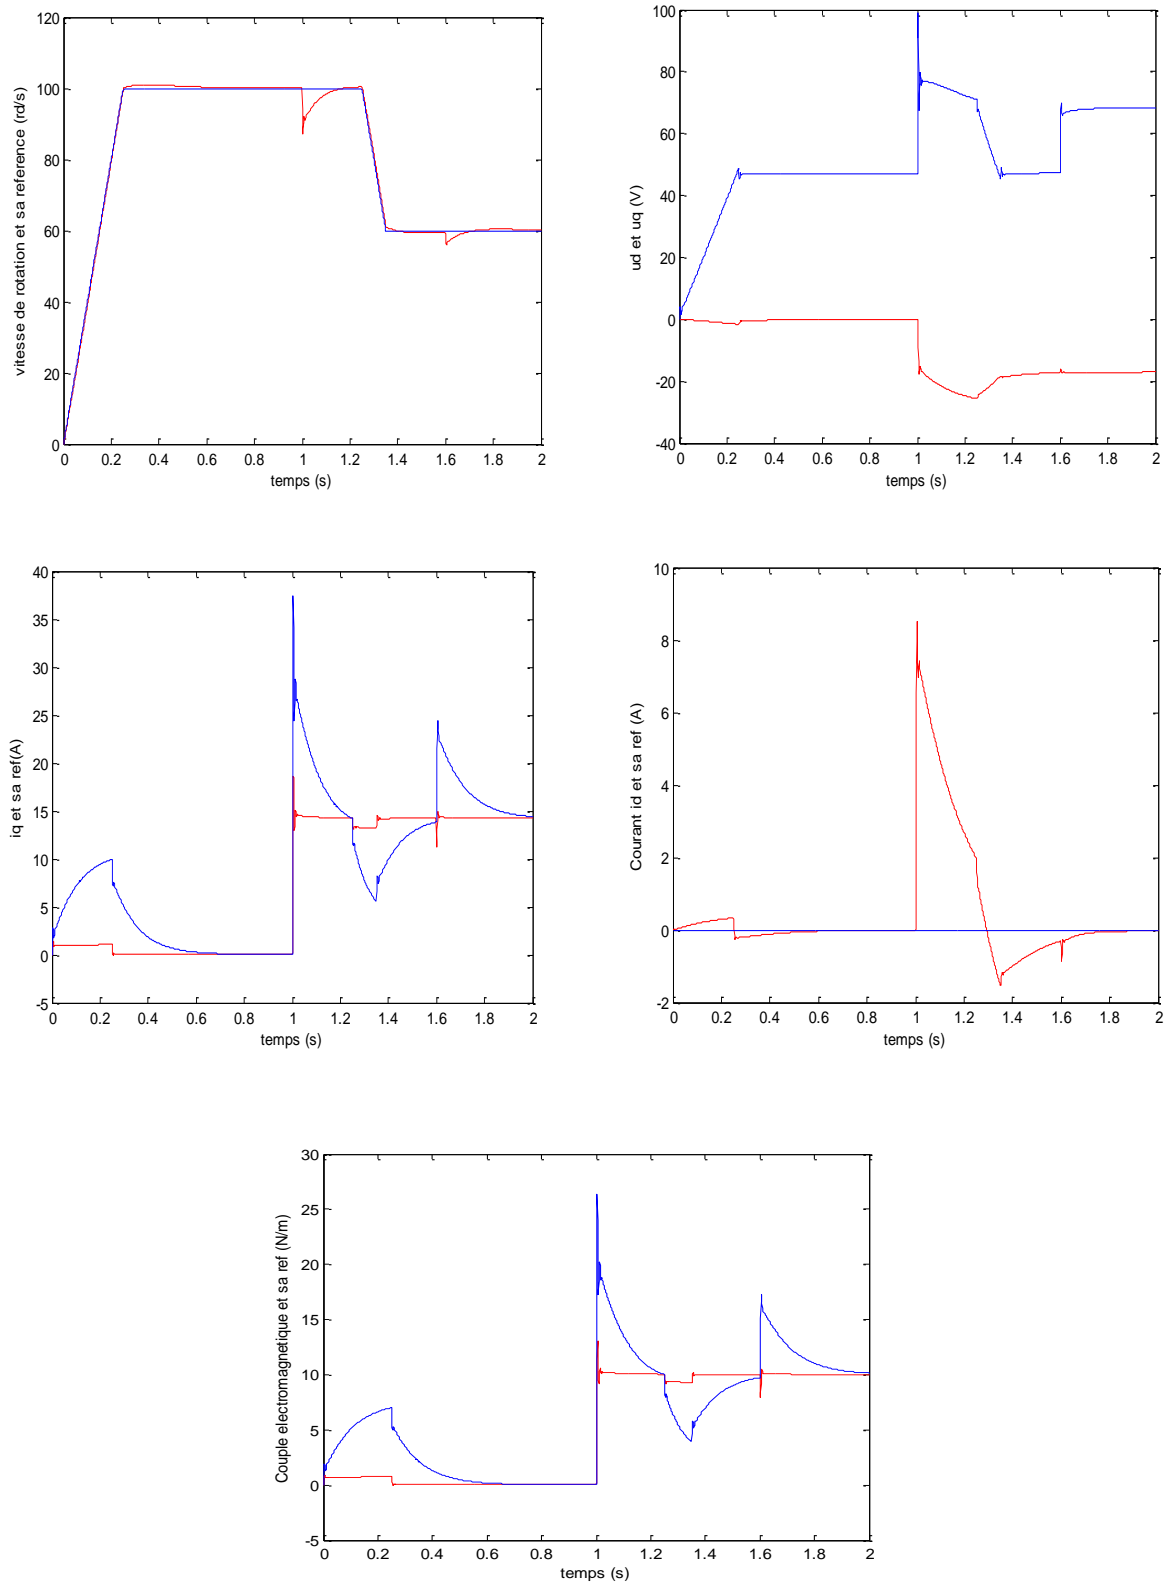 120
100
80
60
40
20
0
vitesse de rotation et sa reference (rd/s)
0 0.2 0.4 0.6 0.8 1 1.2 1.4 1.6 1.8 2
temps (s)
100
80
60
40
20
0
-20
-40
ud et uq (V)
0 0.2 0.4 0.6 0.8 1 1.2 1.4 1.6 1.8 2
temps (s)
40
35
30
25
20
15
10
5
0
-5
iq et sa ref(A)
0 0.2 0.4 0.6 0.8 1 1.2 1.4 1.6 1.8 2
temps (s)
10
8
6
4
2
0
-2
Courant id et sa ref (A)
0 0.2 0.4 0.6 0.8 1 1.2 1.4 1.6 1.8 2
temps (s)
30
25
20
15
10
5
0
-5
Couple electromagnetique et sa ref (N/m)
0 0.2 0.4 0.6 0.8 1 1.2 1.4 1.6 1.8 2
temps (s)